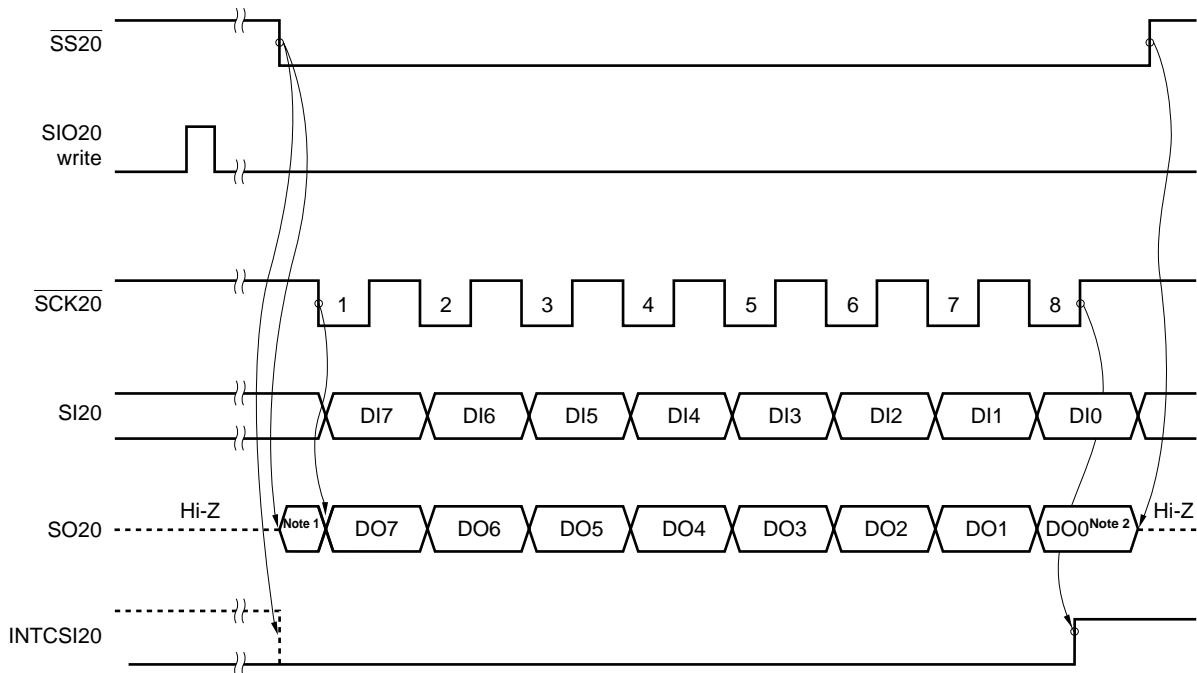 SS20
SIO20
write
SCK20
1 2 3 4 5 6 7 8
SI20
DI7 DI6 DI5 DI4 DI3 DI2 DI1 DI0
SO20
Hi-Z Note 1 DO7 DO6 DO5 DO4 DO3 DO2 DO1 DO0 Note 2 Hi-Z
INTCSI20